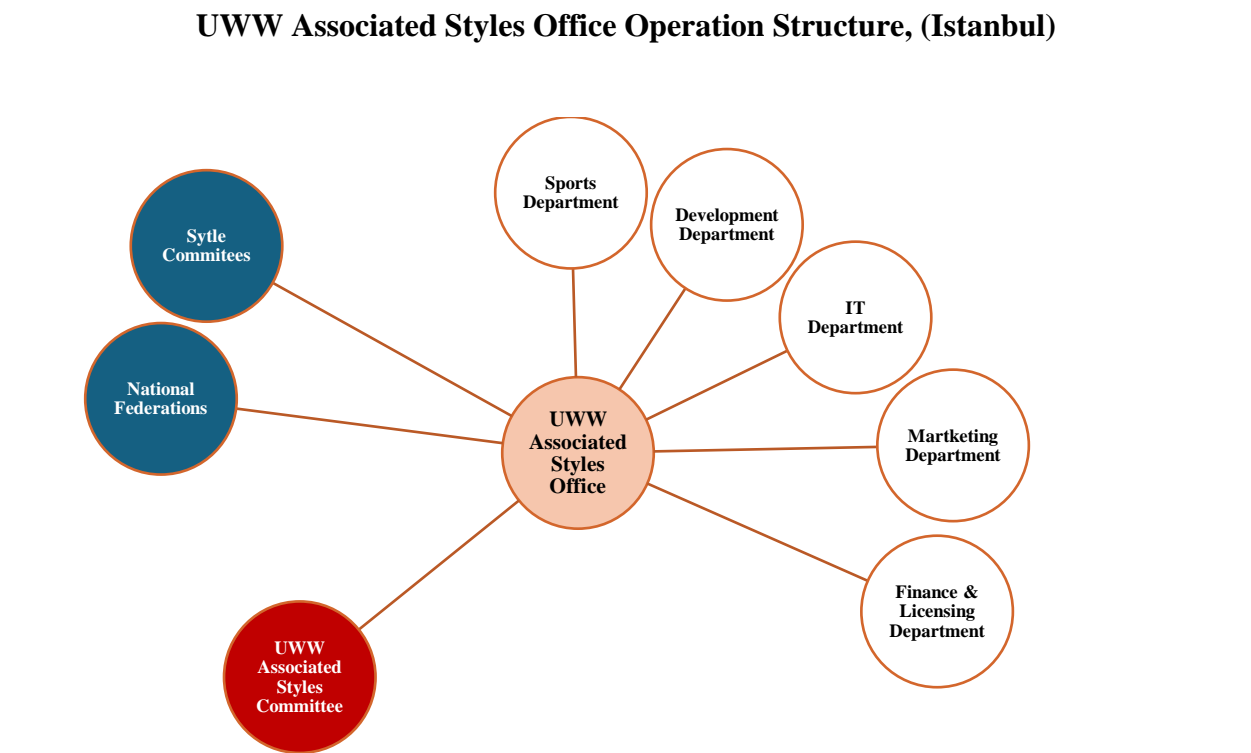 UWW Associated Styles Office Operation Structure, (Istanbul)
Sports
Department
Development
Department
Sytle
Commitees
IT
Department
National
Federations
UWW
Associated
Styles
Office
Martketing
Department
Finance &
Licensing
Department
UWW
Associated
Styles
Committee